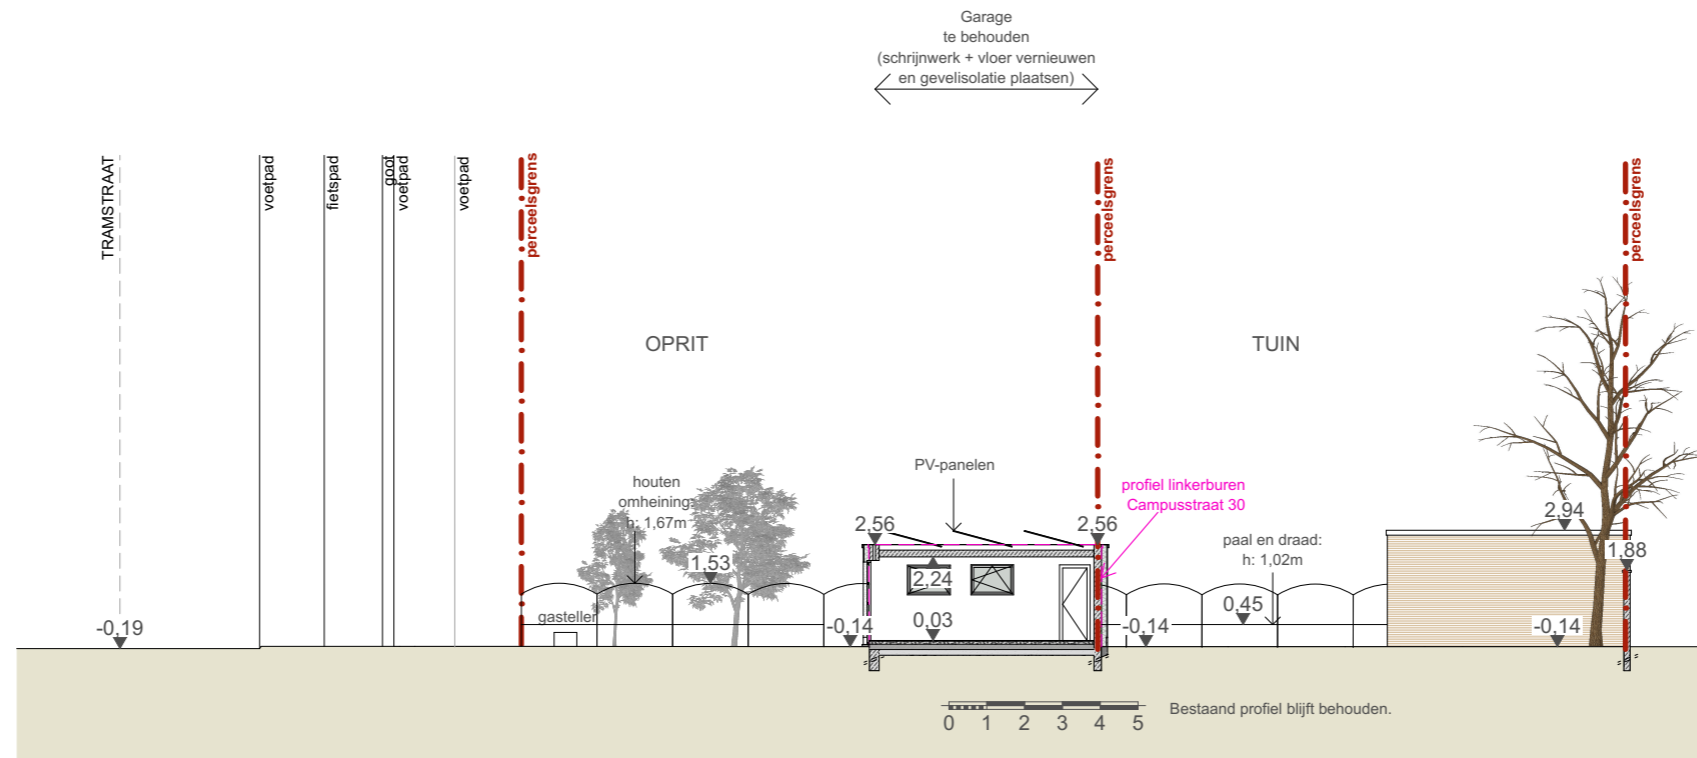 Garage
te behouden
(schrijnwerk + vloer vernieuwen
en gevelisolatie plaatsen)
TRAMSTRAAT
voetpad
fietspad
goot
voetpad
voetpad
perceelsgrens
perceelsgrens
perceelsgrens
OPRIT
TUIN
PV-panelen
houten
omheining:
h: 1,67m
profiel linkerburen
Campusstraat 30
2,56
2,56
2,94
paal en draad:
h: 1,02m
1,88
1,53
2,24
gasteller
0,03
0,45
-0,19
-0,14
-0,14
-0,14
0 1 2 3 4 5
Bestaand profiel blijft behouden.